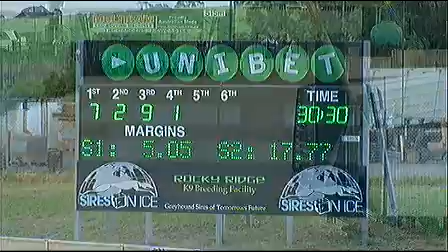 UNIBET
1ST 2ND 3RD 4TH 5TH 6TH TIME
7 2 9 1 30:30
MARGINS
S1: 5.05 S2: 17.77
ROCKY RIDGE
K9 Breeding Facility
SIRES ON ICE SIRES ON ICE
Greyhound Sires of Tomorrows Future